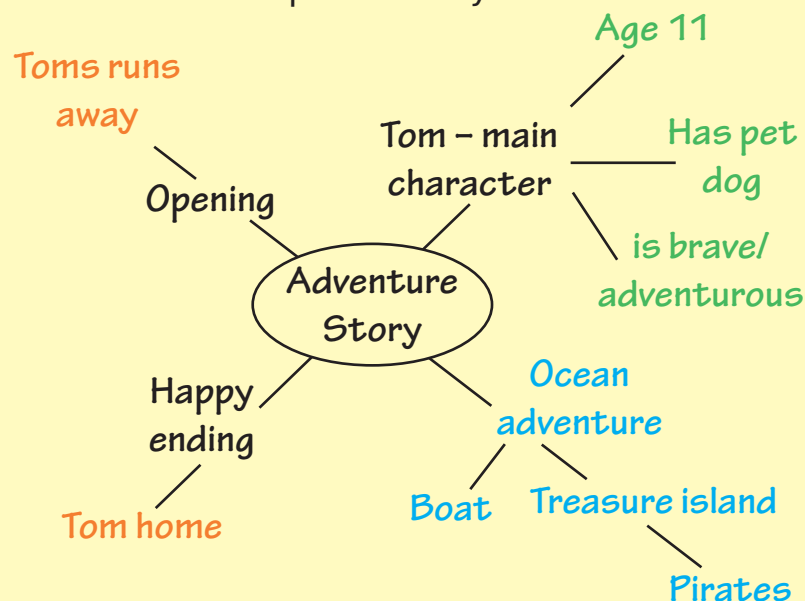 Age 11
Toms runs
away
Tom – main
character
Has pet
dog
Opening
is brave/
adventurous
Adventure
Story
Happy
ending
Ocean
adventure
Boat
Treasure island
Tom home
Pirates